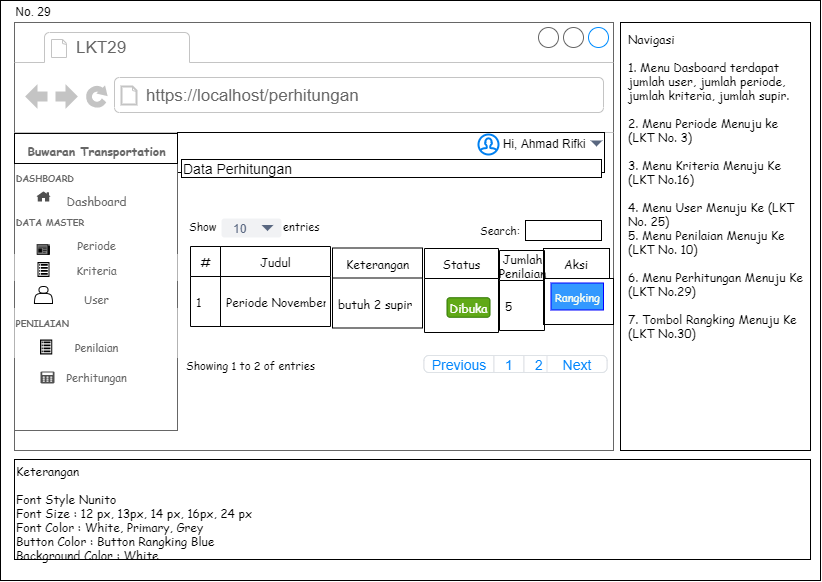 No. 29
LKT29
https://localhost/perhitungan
Buwaran Transportation
Hi, Ahmad Rifki
Data Perhitungan
DASHBOARD
Dashboard
DATA MASTER
Periode
Kriteria
User
PENILAIAN
Penilaian
Perhitungan
Show 10 entries
Search:
# Judul Keterangan Status Jumlah Penilaian Aksi
1 Periode November butuh 2 supir Dibuka 5 Rangking
Showing 1 to 2 of entries
Previous 1 2 Next
Navigasi
1. Menu Dasboard terdapat
jumlah user, jumlah periode,
jumlah kriteria, jumlah supir.
2. Menu Periode Menuju ke
(LKT No. 3)
3. Menu Kriteria Menuju Ke
(LKT No.16)
4. Menu User Menuju Ke (LKT
No. 25)
5. Menu Penilaian Menuju Ke
(LKT No. 10)
6. Menu Perhitungan Menuju Ke
(LKT No.29)
7. Tombol Rangking Menuju Ke
(LKT No.30)
Keterangan
Font Style Nunito
Font Size : 12 px, 13px, 14 px, 16px, 24 px
Font Color : White, Primary, Grey
Button Color : Button Rangking Blue
Background Color : White